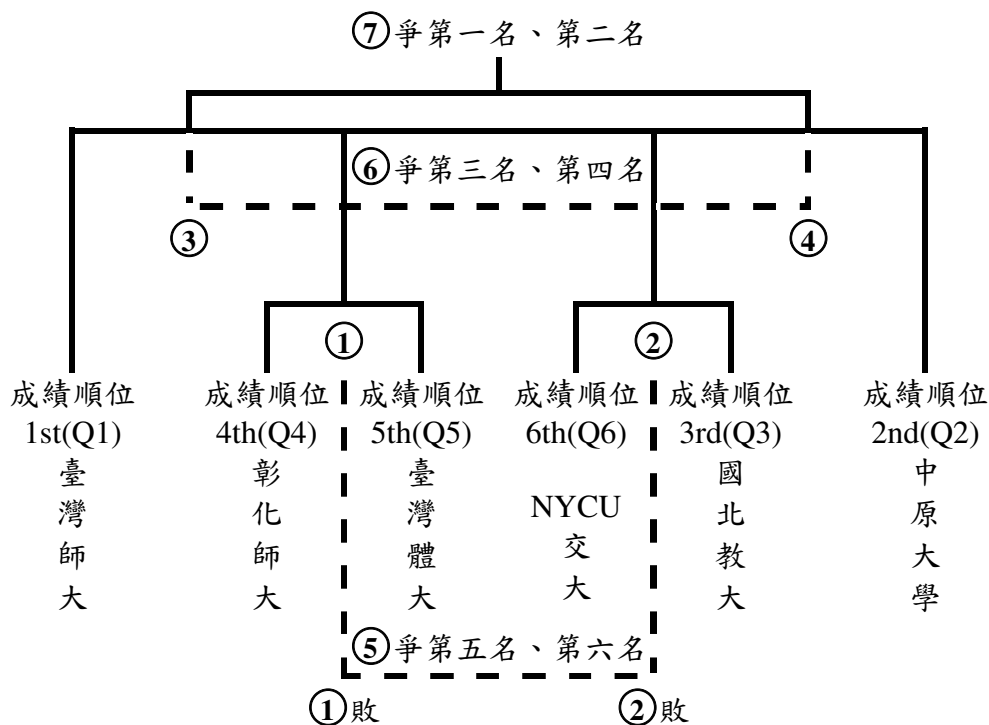 ⑦爭第一名、第二名
⑥爭第三名、第四名
③
④
①
②
成績順位
1st(Q1)
臺灣師大
成績順位
4th(Q4)
彰化師大
成績順位
5th(Q5)
臺灣體大
成績順位
6th(Q6)
NYCU
交大
成績順位
3rd(Q3)
國北教大
成績順位
2nd(Q2)
中原大學
⑤爭第五名、第六名
①敗
②敗